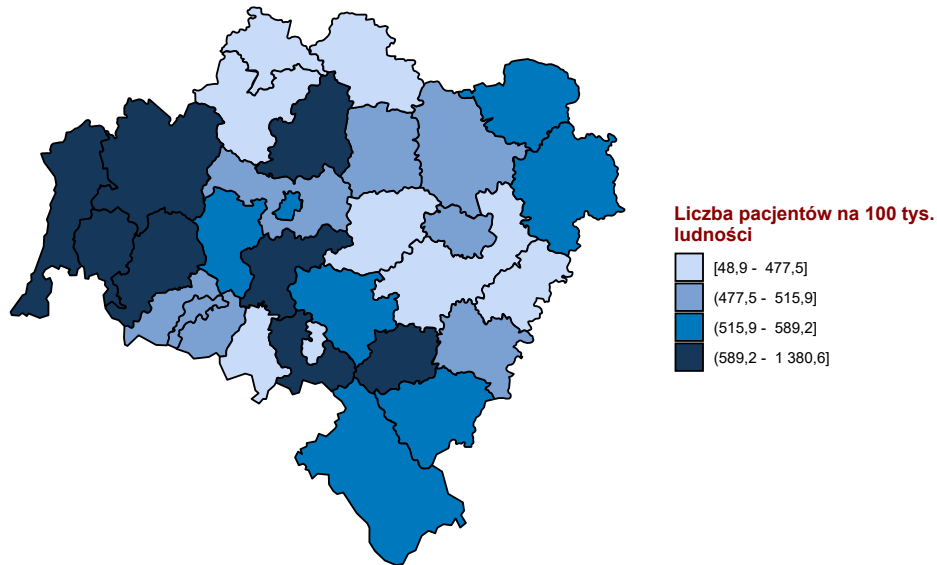 Liczba pacjentów na 100 tys.
ludności
[48,9 - 477,5]
(477,5 - 515,9]
(515,9 - 589,2]
(589,2 - 1 380,6]